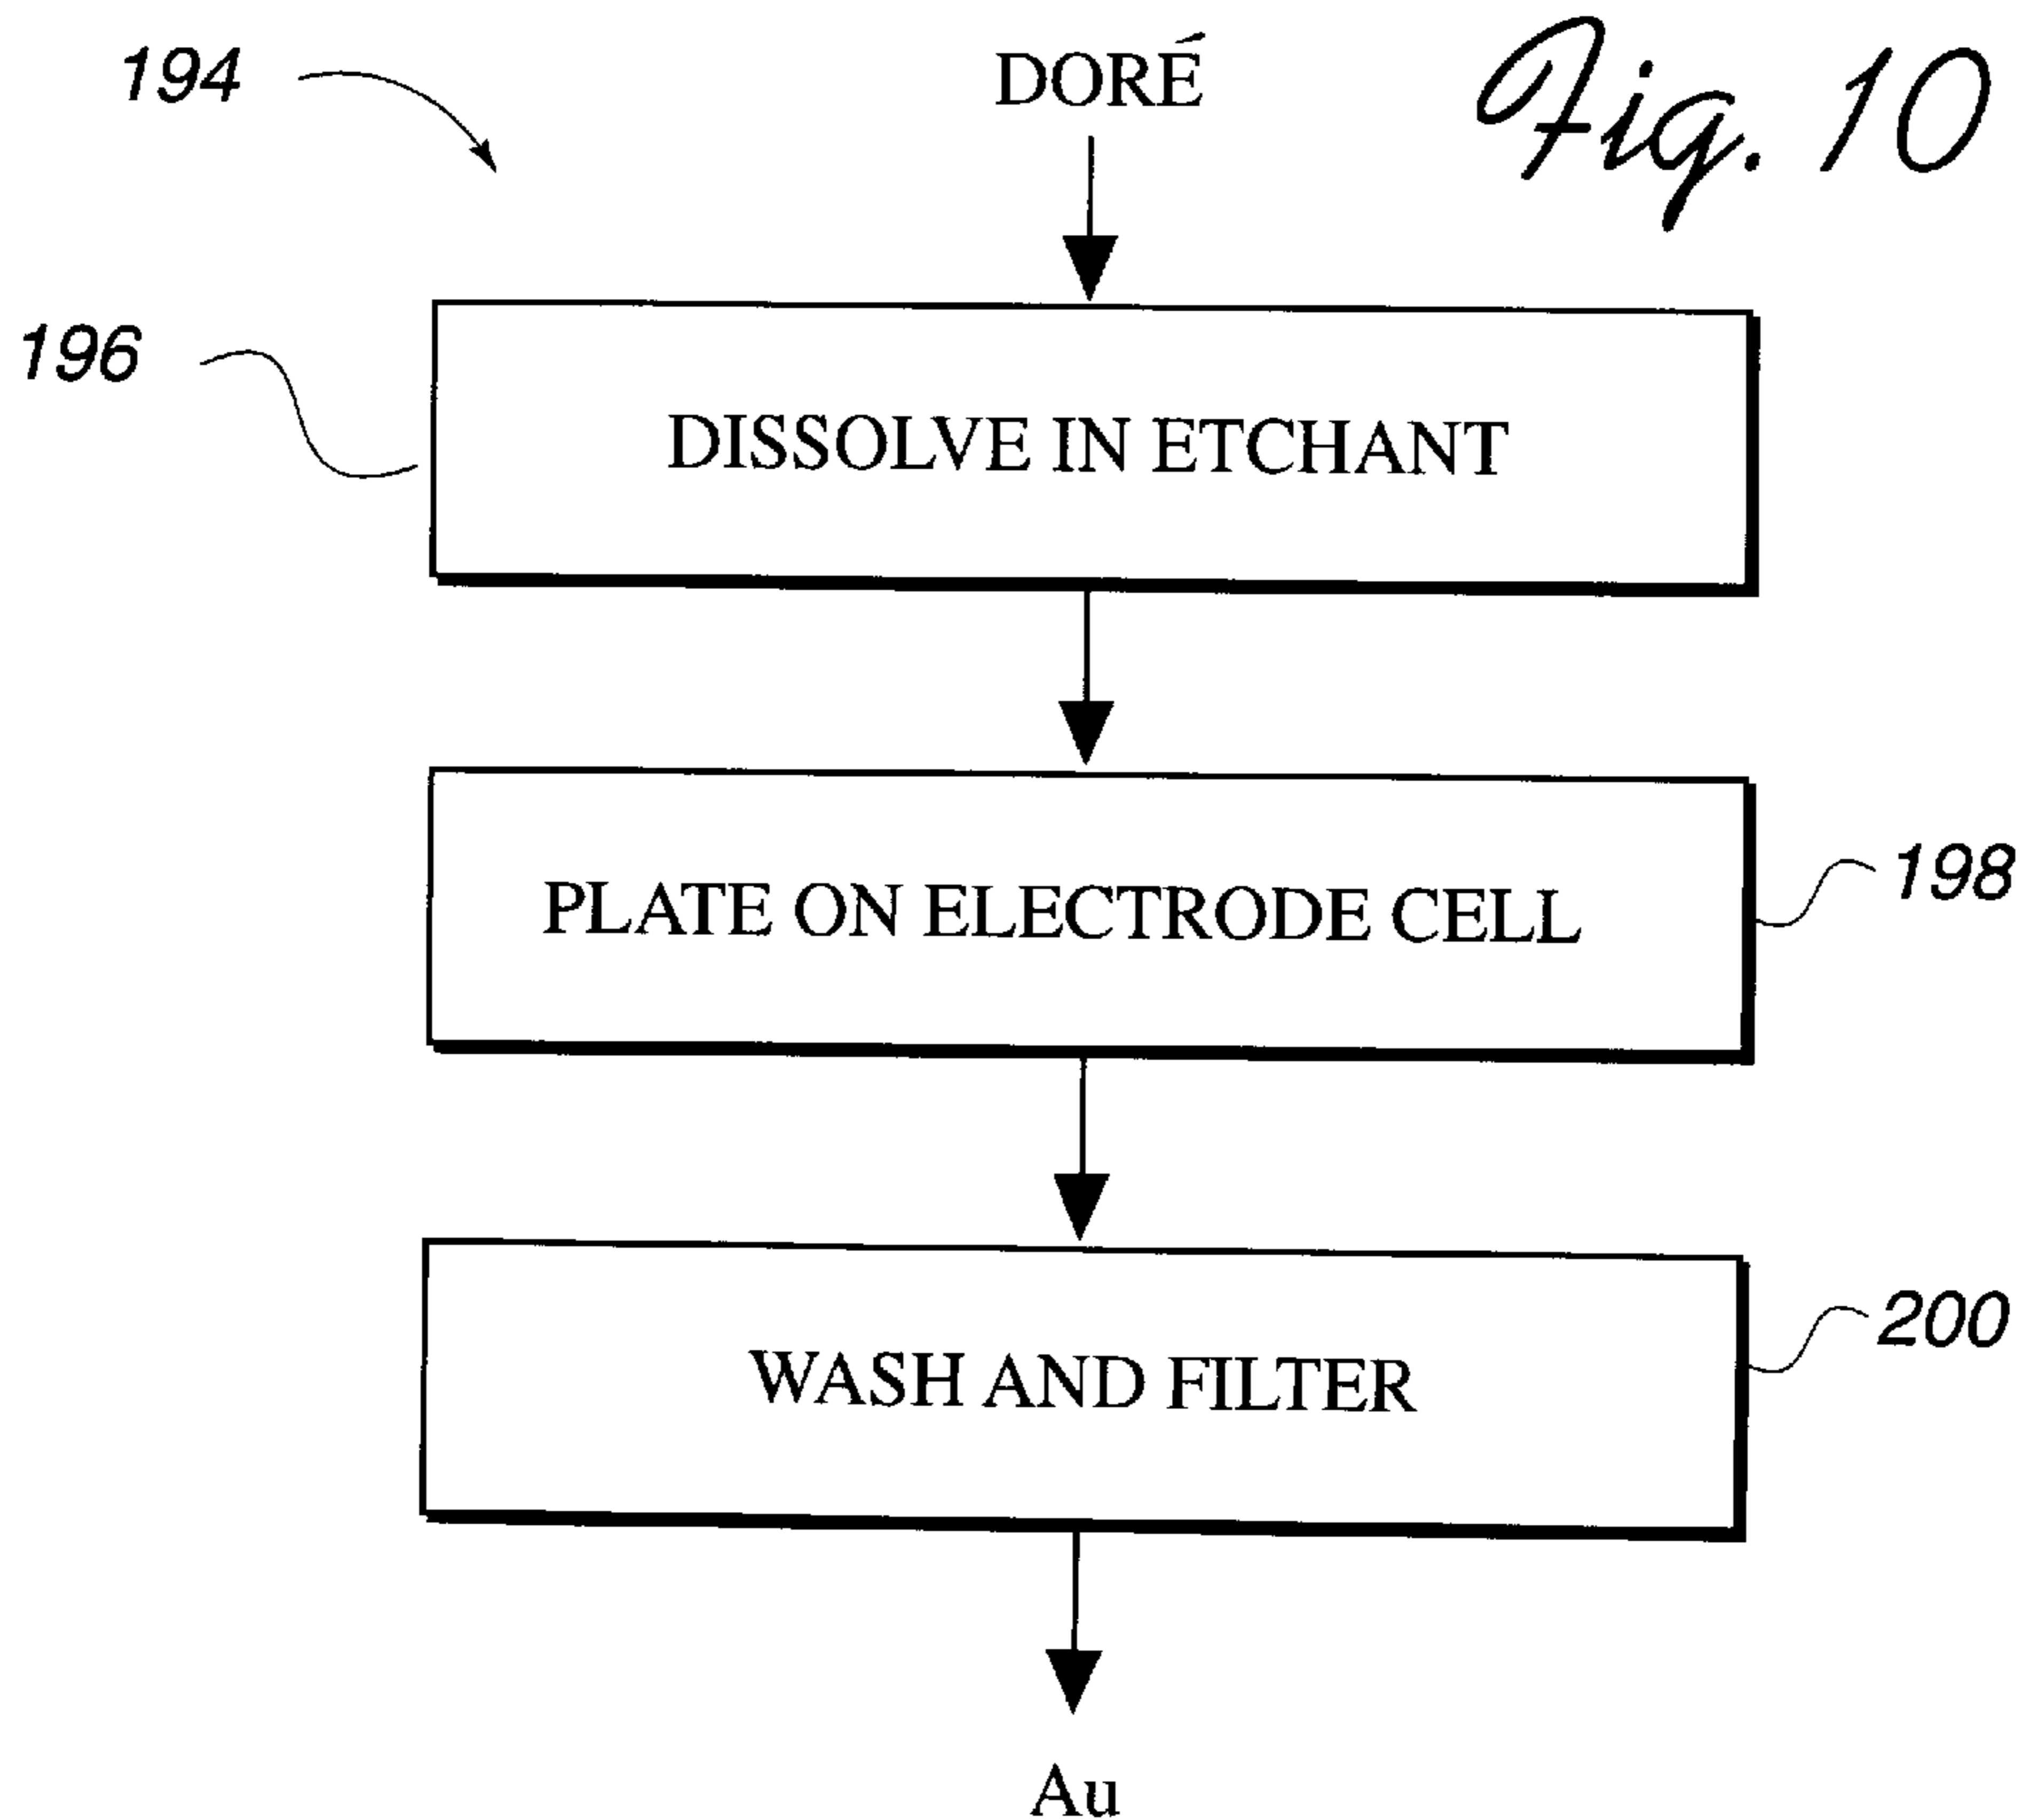 194
DORÉ
Fig. 10
196
DISSOLVE IN ETCHANT
PLATE ON ELECTRODE CELL
198
WASH AND FILTER
200
Au